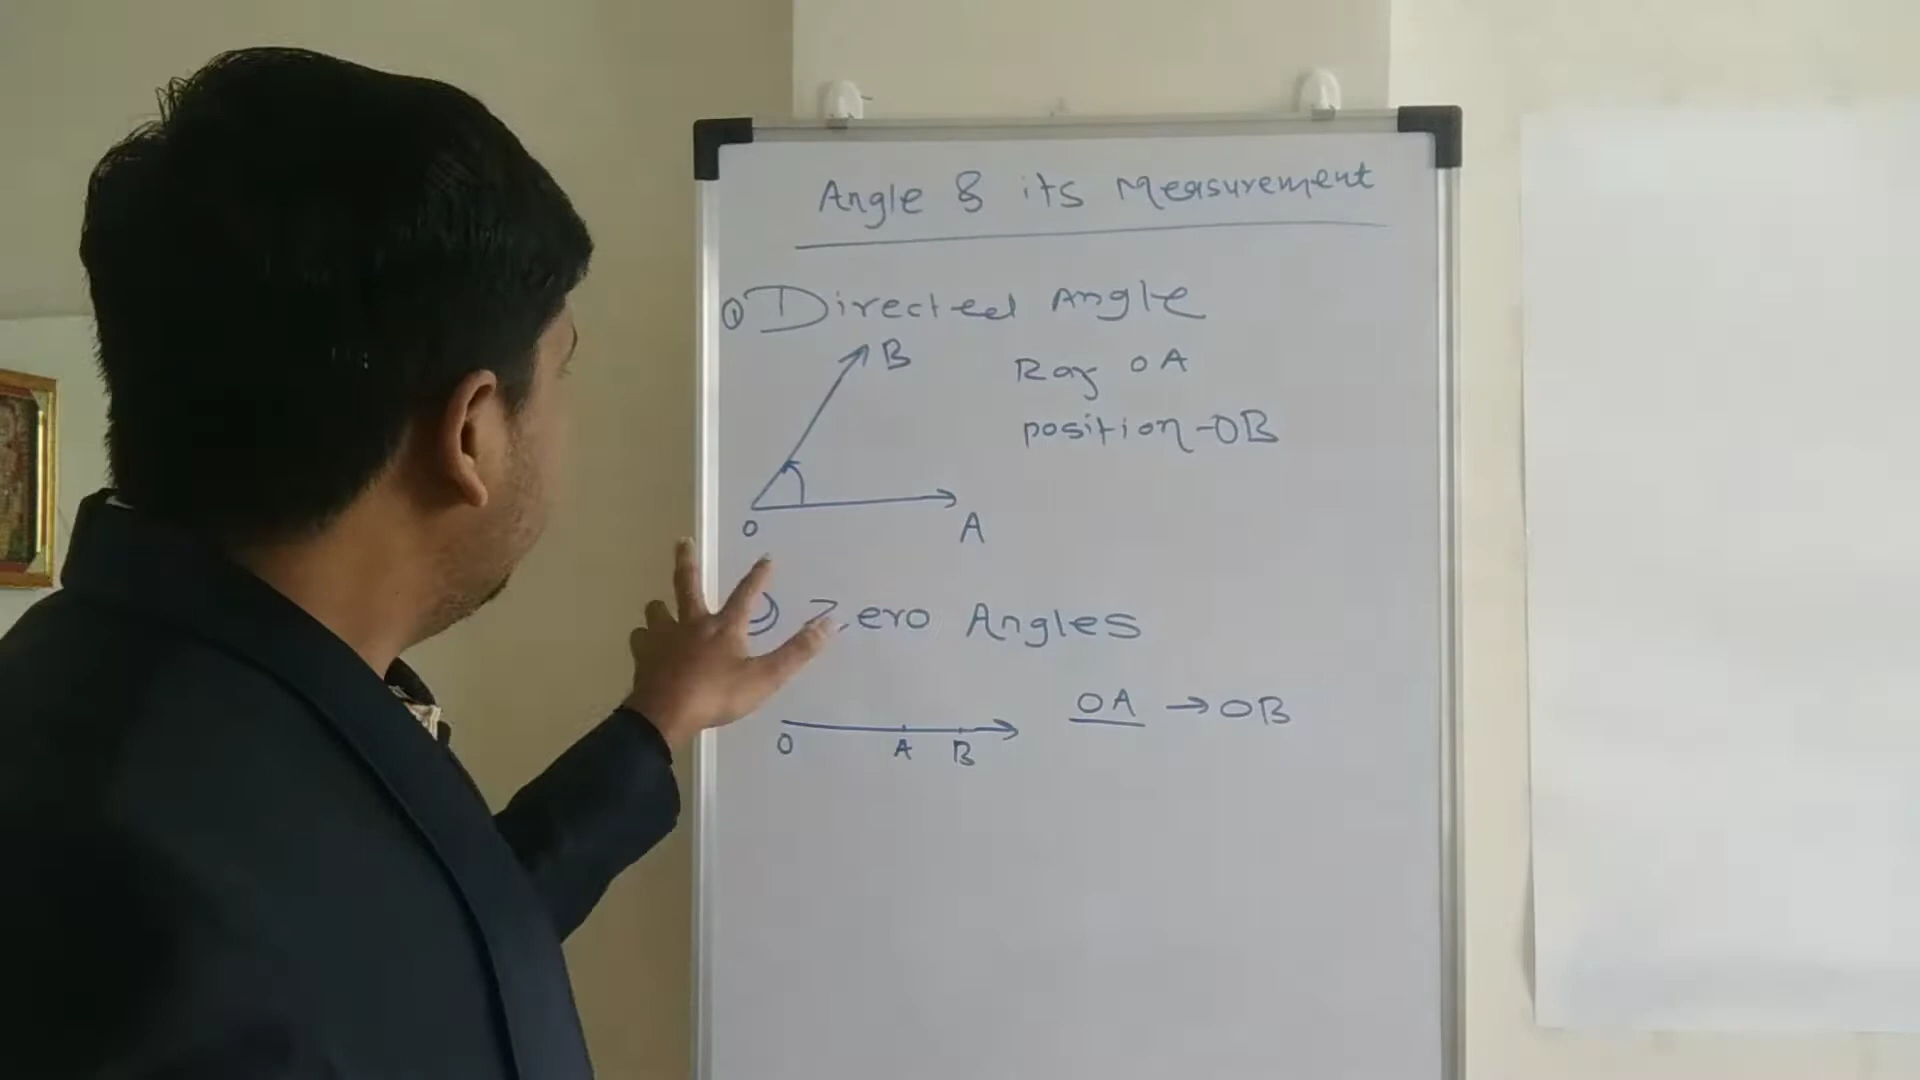 Angle & its Measurement
① Directed Angle
B
Ray OA
position-OB
O
A
) Zero Angles
OA → OB
O A B